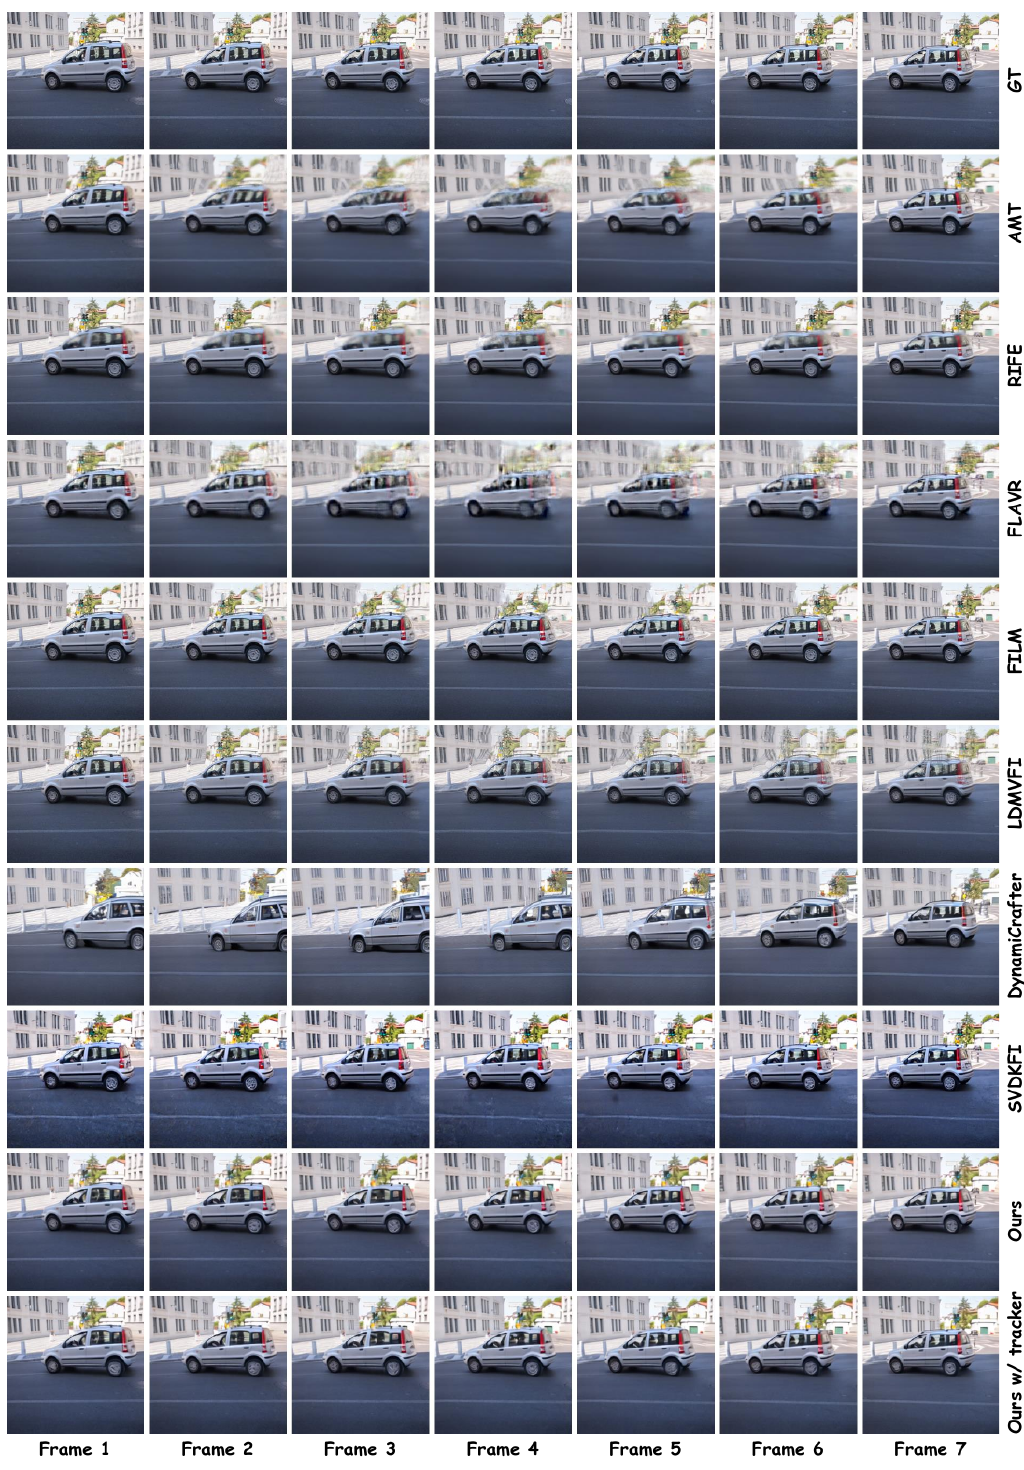 GT
AMT
RIFE
FLAVR
FILM
LDMVFI
DynamiCrafter
SVDKFI
Ours
Ours w/ tracker
Frame 1 Frame 2 Frame 3 Frame 4 Frame 5 Frame 6 Frame 7